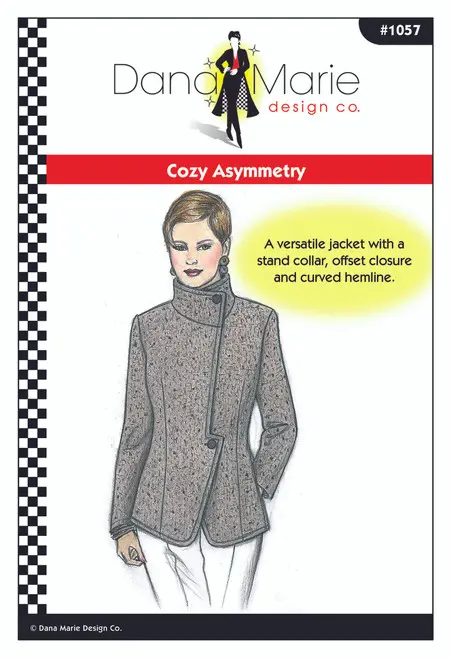 #1057
Dana Marie
design co.
Cozy Asymmetry
A versatile jacket with a
stand collar, offset closure
and curved hemline.
© Dana Marie Design Co.